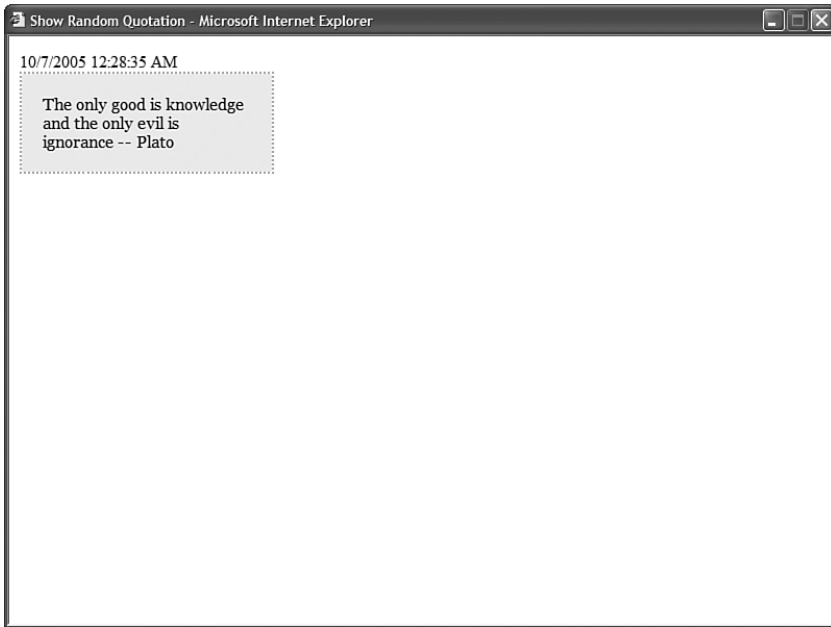 Show Random Quotation - Microsoft Internet Explorer
10/7/2005 12:28:35 AM
The only good is knowledge
and the only evil is
ignorance -- Plato